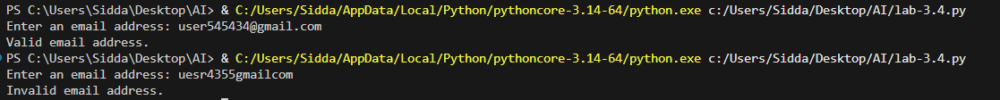 PS C:\Users\Sidda\Desktop\AI> & C:/Users/Sidda/AppData/Local/Python/pythoncore-3.14-64/python.exe c:/Users/Sidda/Desktop/AI/lab-3.4.py
Enter an email address: user545434@gmail.com
Valid email address.
PS C:\Users\Sidda\Desktop\AI> & C:/Users/Sidda/AppData/Local/Python/pythoncore-3.14-64/python.exe c:/Users/Sidda/Desktop/AI/lab-3.4.py
Enter an email address: uesr4355gmailcom
Invalid email address.